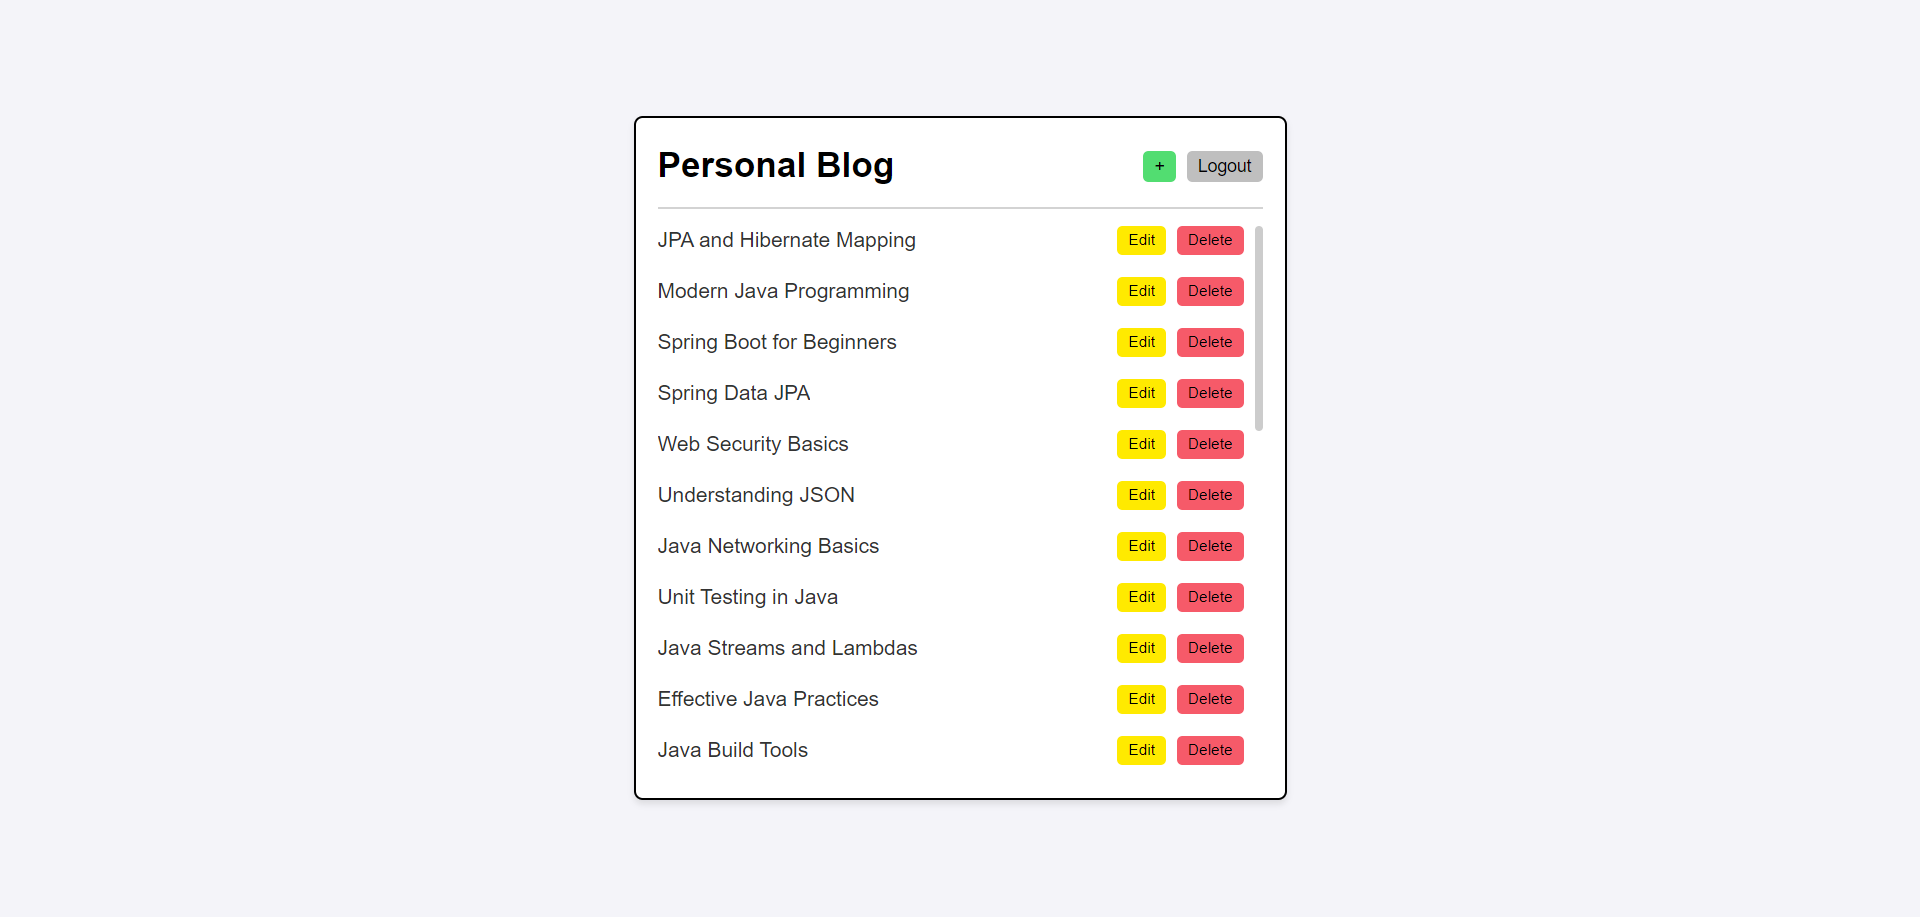 Personal Blog + Logout
JPA and Hibernate Mapping Edit Delete
Modern Java Programming Edit Delete
Spring Boot for Beginners Edit Delete
Spring Data JPA Edit Delete
Web Security Basics Edit Delete
Understanding JSON Edit Delete
Java Networking Basics Edit Delete
Unit Testing in Java Edit Delete
Java Streams and Lambdas Edit Delete
Effective Java Practices Edit Delete
Java Build Tools Edit Delete